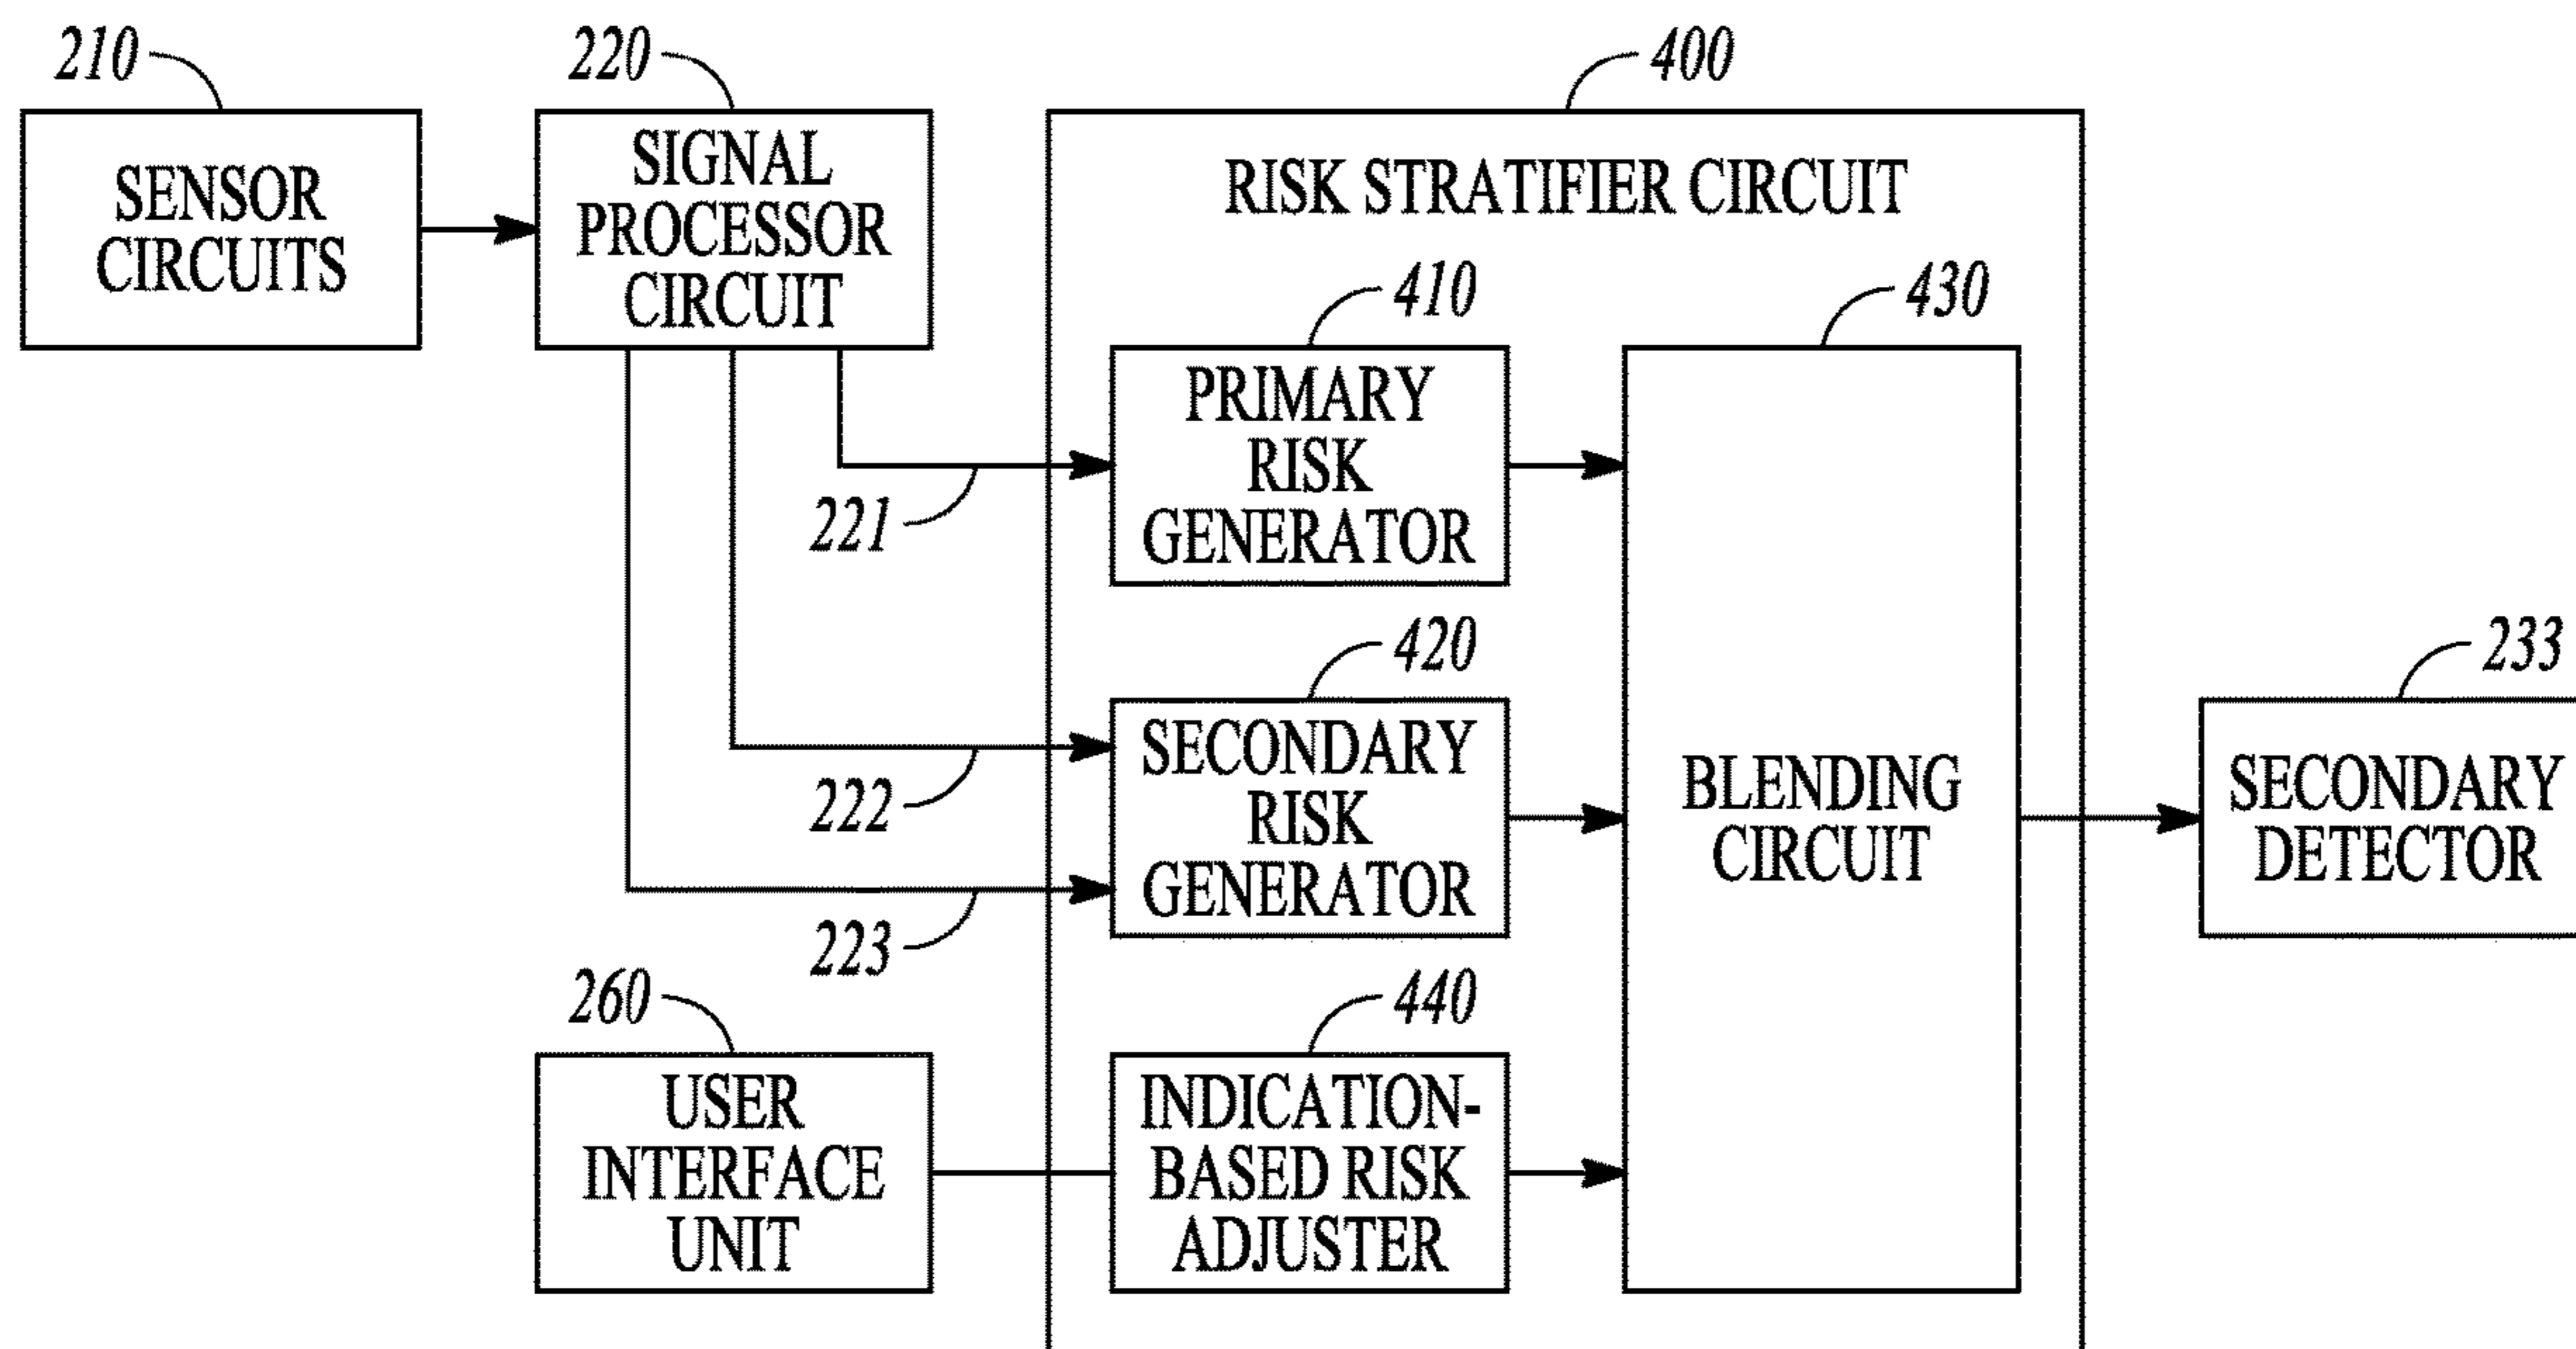 210
220
400
SENSOR
CIRCUITS
SIGNAL
PROCESSOR
CIRCUIT
RISK STRATIFIER CIRCUIT
410
430
PRIMARY
RISK
GENERATOR
221
420
233
SECONDARY
RISK
GENERATOR
222
BLENDING
CIRCUIT
SECONDARY
DETECTOR
223
260
440
USER
INTERFACE
UNIT
INDICATION-
BASED RISK
ADJUSTER